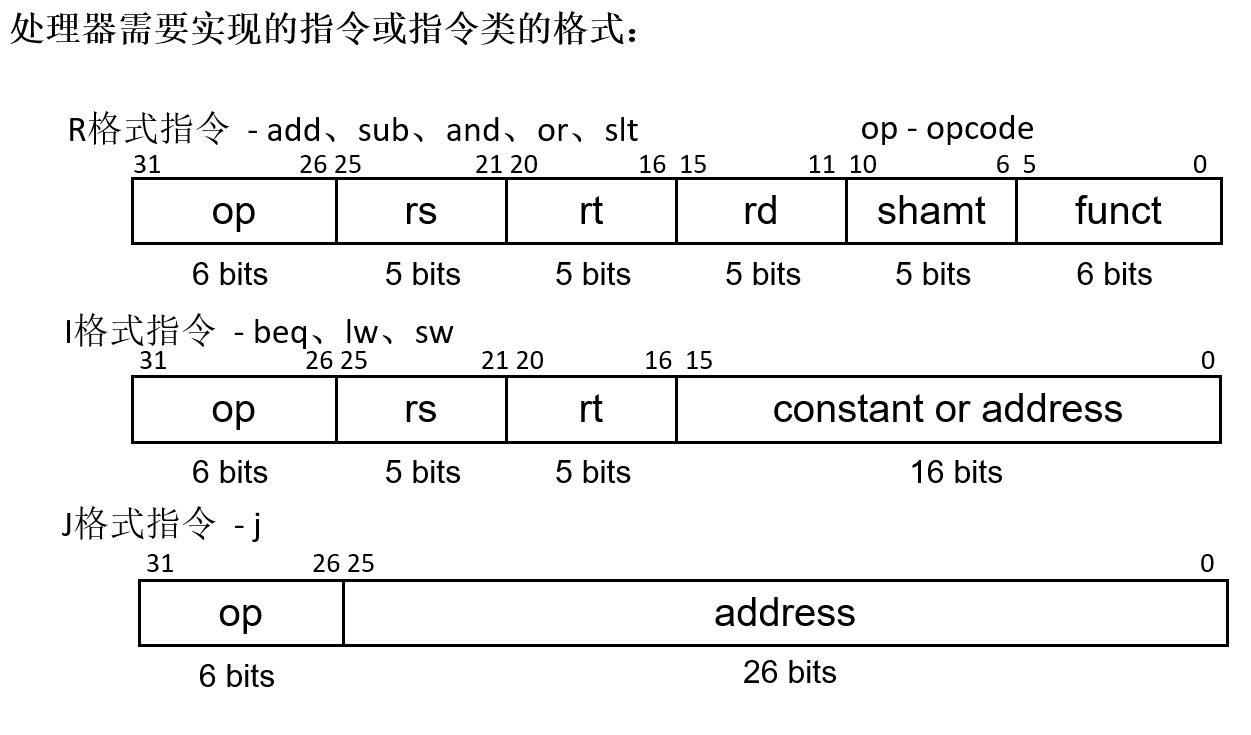 处理器需要实现的指令或指令类的格式：
R格式指令 - add、sub、and、or、slt op - opcode
31 26 25 21 20 16 15 11 10 6 5 0
op rs rt rd shamt funct
6 bits 5 bits 5 bits 5 bits 5 bits 6 bits
I格式指令 - beq、lw、sw
31 26 25 21 20 16 15 0
op rs rt constant or address
6 bits 5 bits 5 bits 16 bits
J格式指令 - j
31 26 25 0
op address
6 bits 26 bits